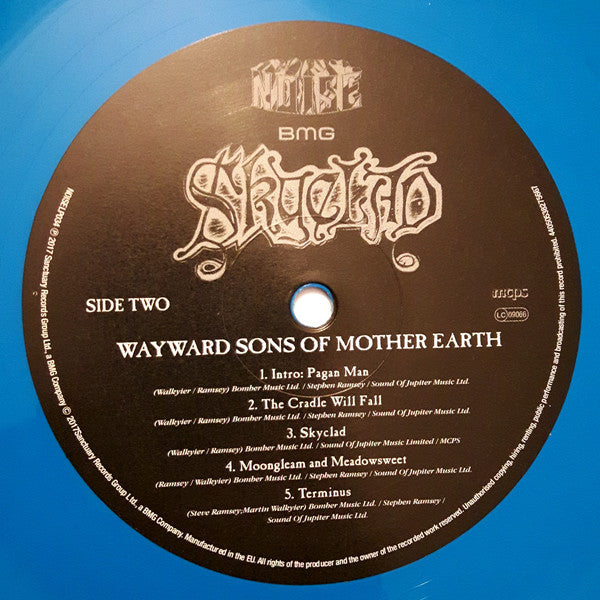 NOISE
BMG
SKYCLAD
SIDE TWO
mcps
LC 09066
WAYWARD SONS OF MOTHER EARTH
1. Intro: Pagan Man
(Walkyier / Ramsey) Bomber Music Ltd. / Stephen Ramsey / Sound Of Jupiter Music Ltd.
2. The Cradle Will Fall
(Walkyier / Ramsey) Bomber Music Ltd. / Stephen Ramsey / Sound Of Jupiter Music Ltd.
3. Skyclad
(Walkyier / Ramsey) Bomber Music Ltd. / Sound Of Jupiter Music Limited / MCPS
4. Moongleam and Meadowsweet
(Ramsey / Walkyier) Bomber Music Ltd. / Stephen Ramsey / Sound Of Jupiter Music Ltd.
5. Terminus
(Steve Ramsey,Martin Walkyier) Bomber Music Ltd. / Stephen Ramsey /
Sound Of Jupiter Music Ltd.
NOISELP034 ℗ 2017 Sanctuary Records Group Ltd., a BMG Company © 2017Sanctuary Records Group Ltd., a BMG Company. Manufactured in the EU. All rights of the producer and the owner of the record work reserved. Unauthorised copying, hiring, renting, public performance and broadcasting of this record prohibited.